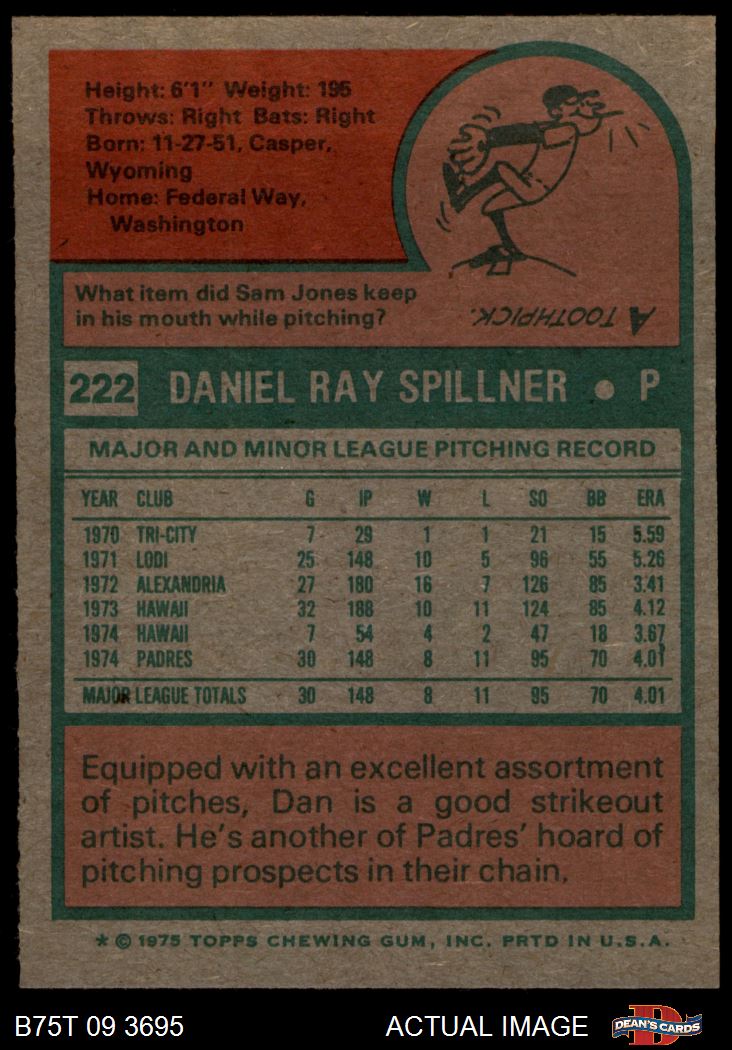 Height: 6'1" Weight: 195
Throws: Right Bats: Right
Born: 11-27-51, Casper,
Wyoming
Home: Federal Way,
Washington
What item did Sam Jones keep
in his mouth while pitching?
A TOOTHPICK.
222 DANIEL RAY SPILLNER • P
MAJOR AND MINOR LEAGUE PITCHING RECORD
YEAR CLUB G IP W L SO BB ERA
1970 TRI-CITY 7 29 1 1 21 15 5.59
1971 LODI 25 148 10 5 96 55 5.26
1972 ALEXANDRIA 27 180 16 7 126 85 3.41
1973 HAWAII 32 188 10 11 124 85 4.12
1974 HAWAII 7 54 4 2 47 18 3.67
1974 PADRES 30 148 8 11 95 70 4.01
MAJOR LEAGUE TOTALS 30 148 8 11 95 70 4.01
Equipped with an excellent assortment
of pitches, Dan is a good strikeout
artist. He's another of Padres' hoard of
pitching prospects in their chain.
* © 1975 TOPPS CHEWING GUM, INC. PRTD IN U.S.A.
B75T 09 3695 ACTUAL IMAGE D DEAN'S CARDS